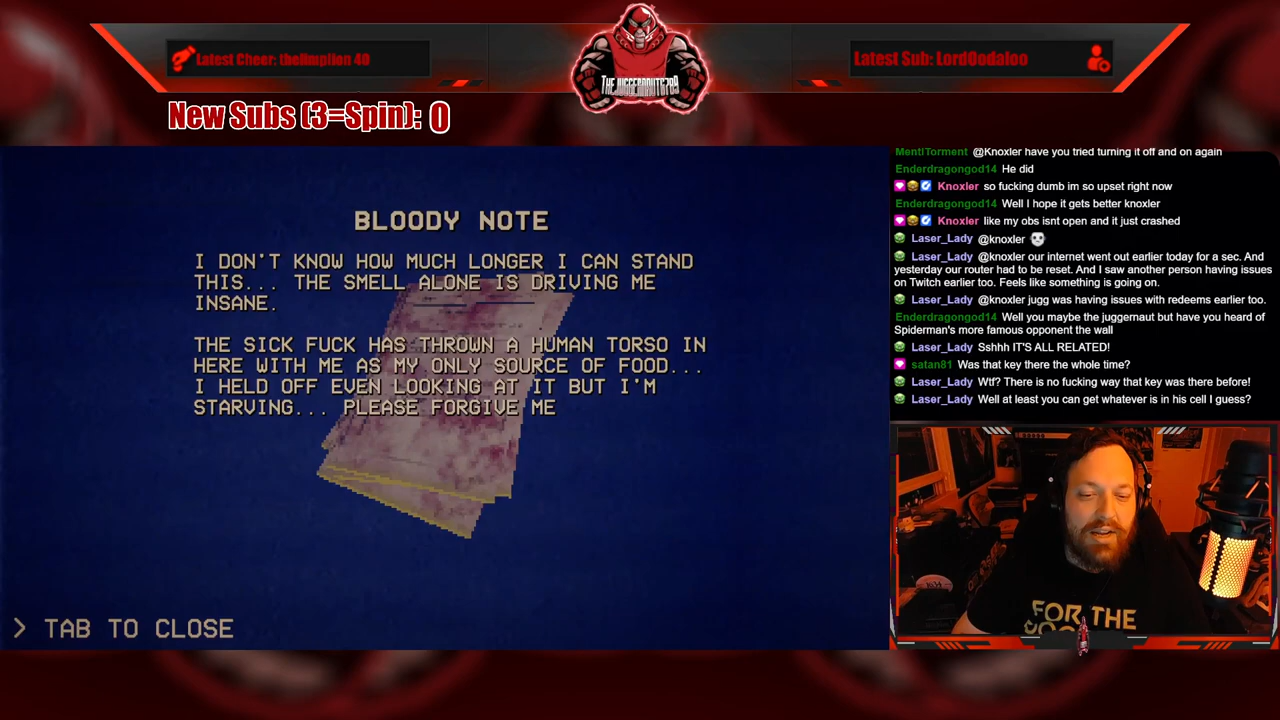 Latest Cheer: theHmption 40
Latest Sub: LordOodaloo
THEJUGGERNAUT6789
New Subs (3=Spin): 0
BLOODY NOTE
I DON'T KNOW HOW MUCH LONGER I CAN STAND
THIS... THE SMELL ALONE IS DRIVING ME
INSANE.
THE SICK FUCK HAS THROWN A HUMAN TORSO IN
HERE WITH ME AS MY ONLY SOURCE OF FOOD...
I HELD OFF EVEN LOOKING AT IT BUT I'M
STARVING... PLEASE FORGIVE ME
> TAB TO CLOSE
Ment!Torment @Knoxler have you tried turning it off and on again
Enderdragongod14 He did
Knoxler so fucking dumb im so upset right now
Enderdragongod14 Well I hope it gets better knoxler
Knoxler like my obs isnt open and it just crashed
Laser_Lady @knoxler
Laser_Lady @knoxler our internet went out earlier today for a sec. And
yesterday our router had to be reset. And I saw another person having issues
on Twitch earlier too. Feels like something is going on.
Laser_Lady @knoxler jugg was having issues with redeems earlier too.
Enderdragongod14 Well you maybe the juggernaut but have you heard of
Spiderman's more famous opponent the wall
Laser_Lady Sshhh IT'S ALL RELATED!
satan81 Was that key there the whole time?
Laser_Lady Wtf? There is no fucking way that key was there before!
Laser_Lady Well at least you can get whatever is in his cell I guess?
FOR THE